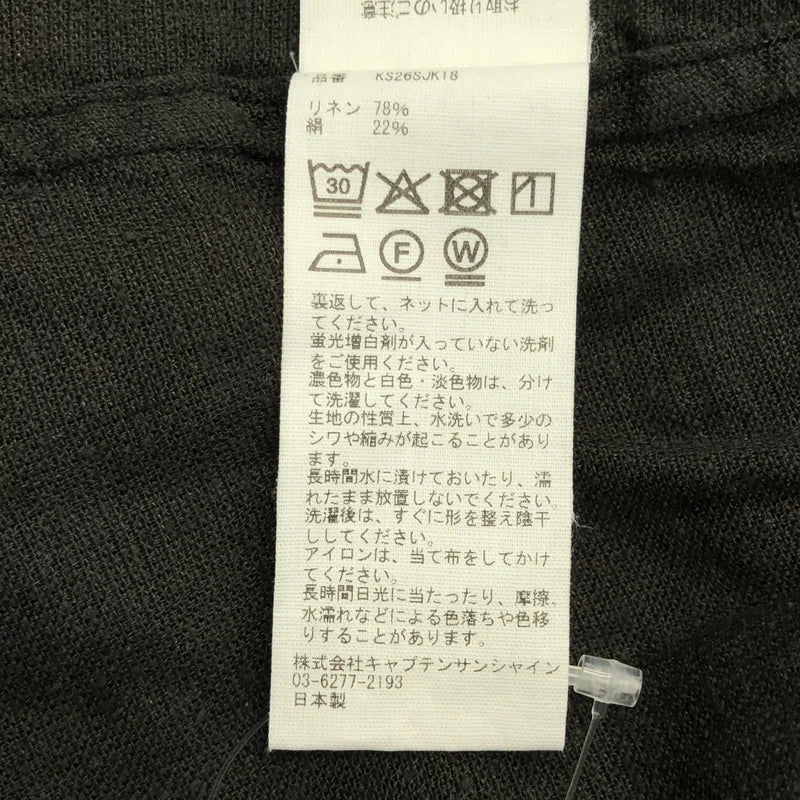 お取り扱いのご注意
品番 KS26SJK18
リネン 78%
絹 22%
30
F W
裏返して、ネットに入れて洗っ
てください。
蛍光増白剤が入っていない洗剤
をご使用ください。
濃色物と白色・淡色物は、分け
て洗濯してください。
生地の性質上、水洗いで多少の
シワや縮みが起こることがあり
ます。
長時間水に漬けておいたり、濡
れたまま放置しないでください。
洗濯後は、すぐに形を整え陰干
ししてください。
アイロンは、当て布をしてかけ
てください。
長時間日光に当たったり、摩擦、
水濡れなどによる色落ちや色移
りすることがあります。
株式会社キャプテンサンシャイン
03-6277-2193
日本製